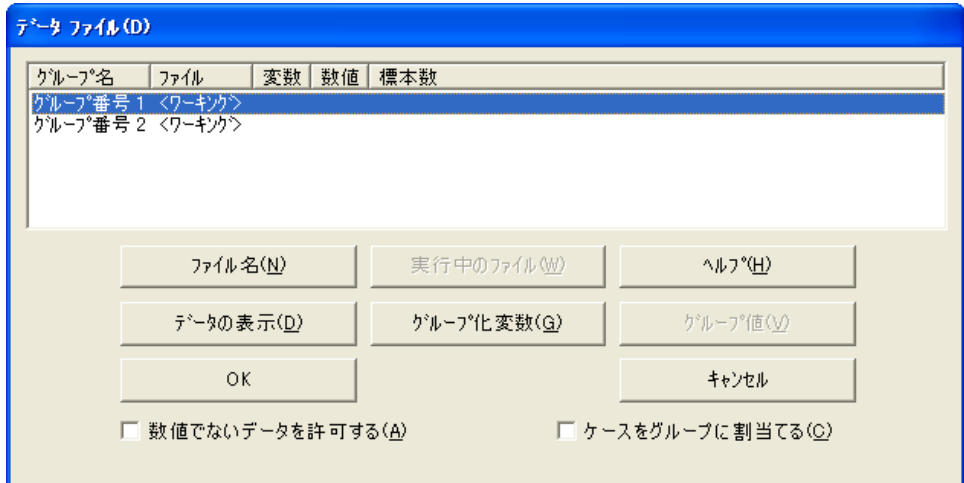 ﾃﾞｰﾀ ﾌｧｲﾙ(D)
ｸﾞﾙｰﾌﾟ名 ﾌｧｲﾙ 変数 数値 標本数
ｸﾞﾙｰﾌﾟ番号 1 <ﾜｰｷﾝｸﾞ>
ｸﾞﾙｰﾌﾟ番号 2 <ﾜｰｷﾝｸﾞ>
ﾌｧｲﾙ名(N) 実行中のﾌｧｲﾙ(W) ﾍﾙﾌﾟ(H)
ﾃﾞｰﾀの表示(D) ｸﾞﾙｰﾌﾟ化変数(G) ｸﾞﾙｰﾌﾟ値(V)
OK ｷｬﾝｾﾙ
数値でないデータを許可する(A) ケースをグループに割当てる(C)